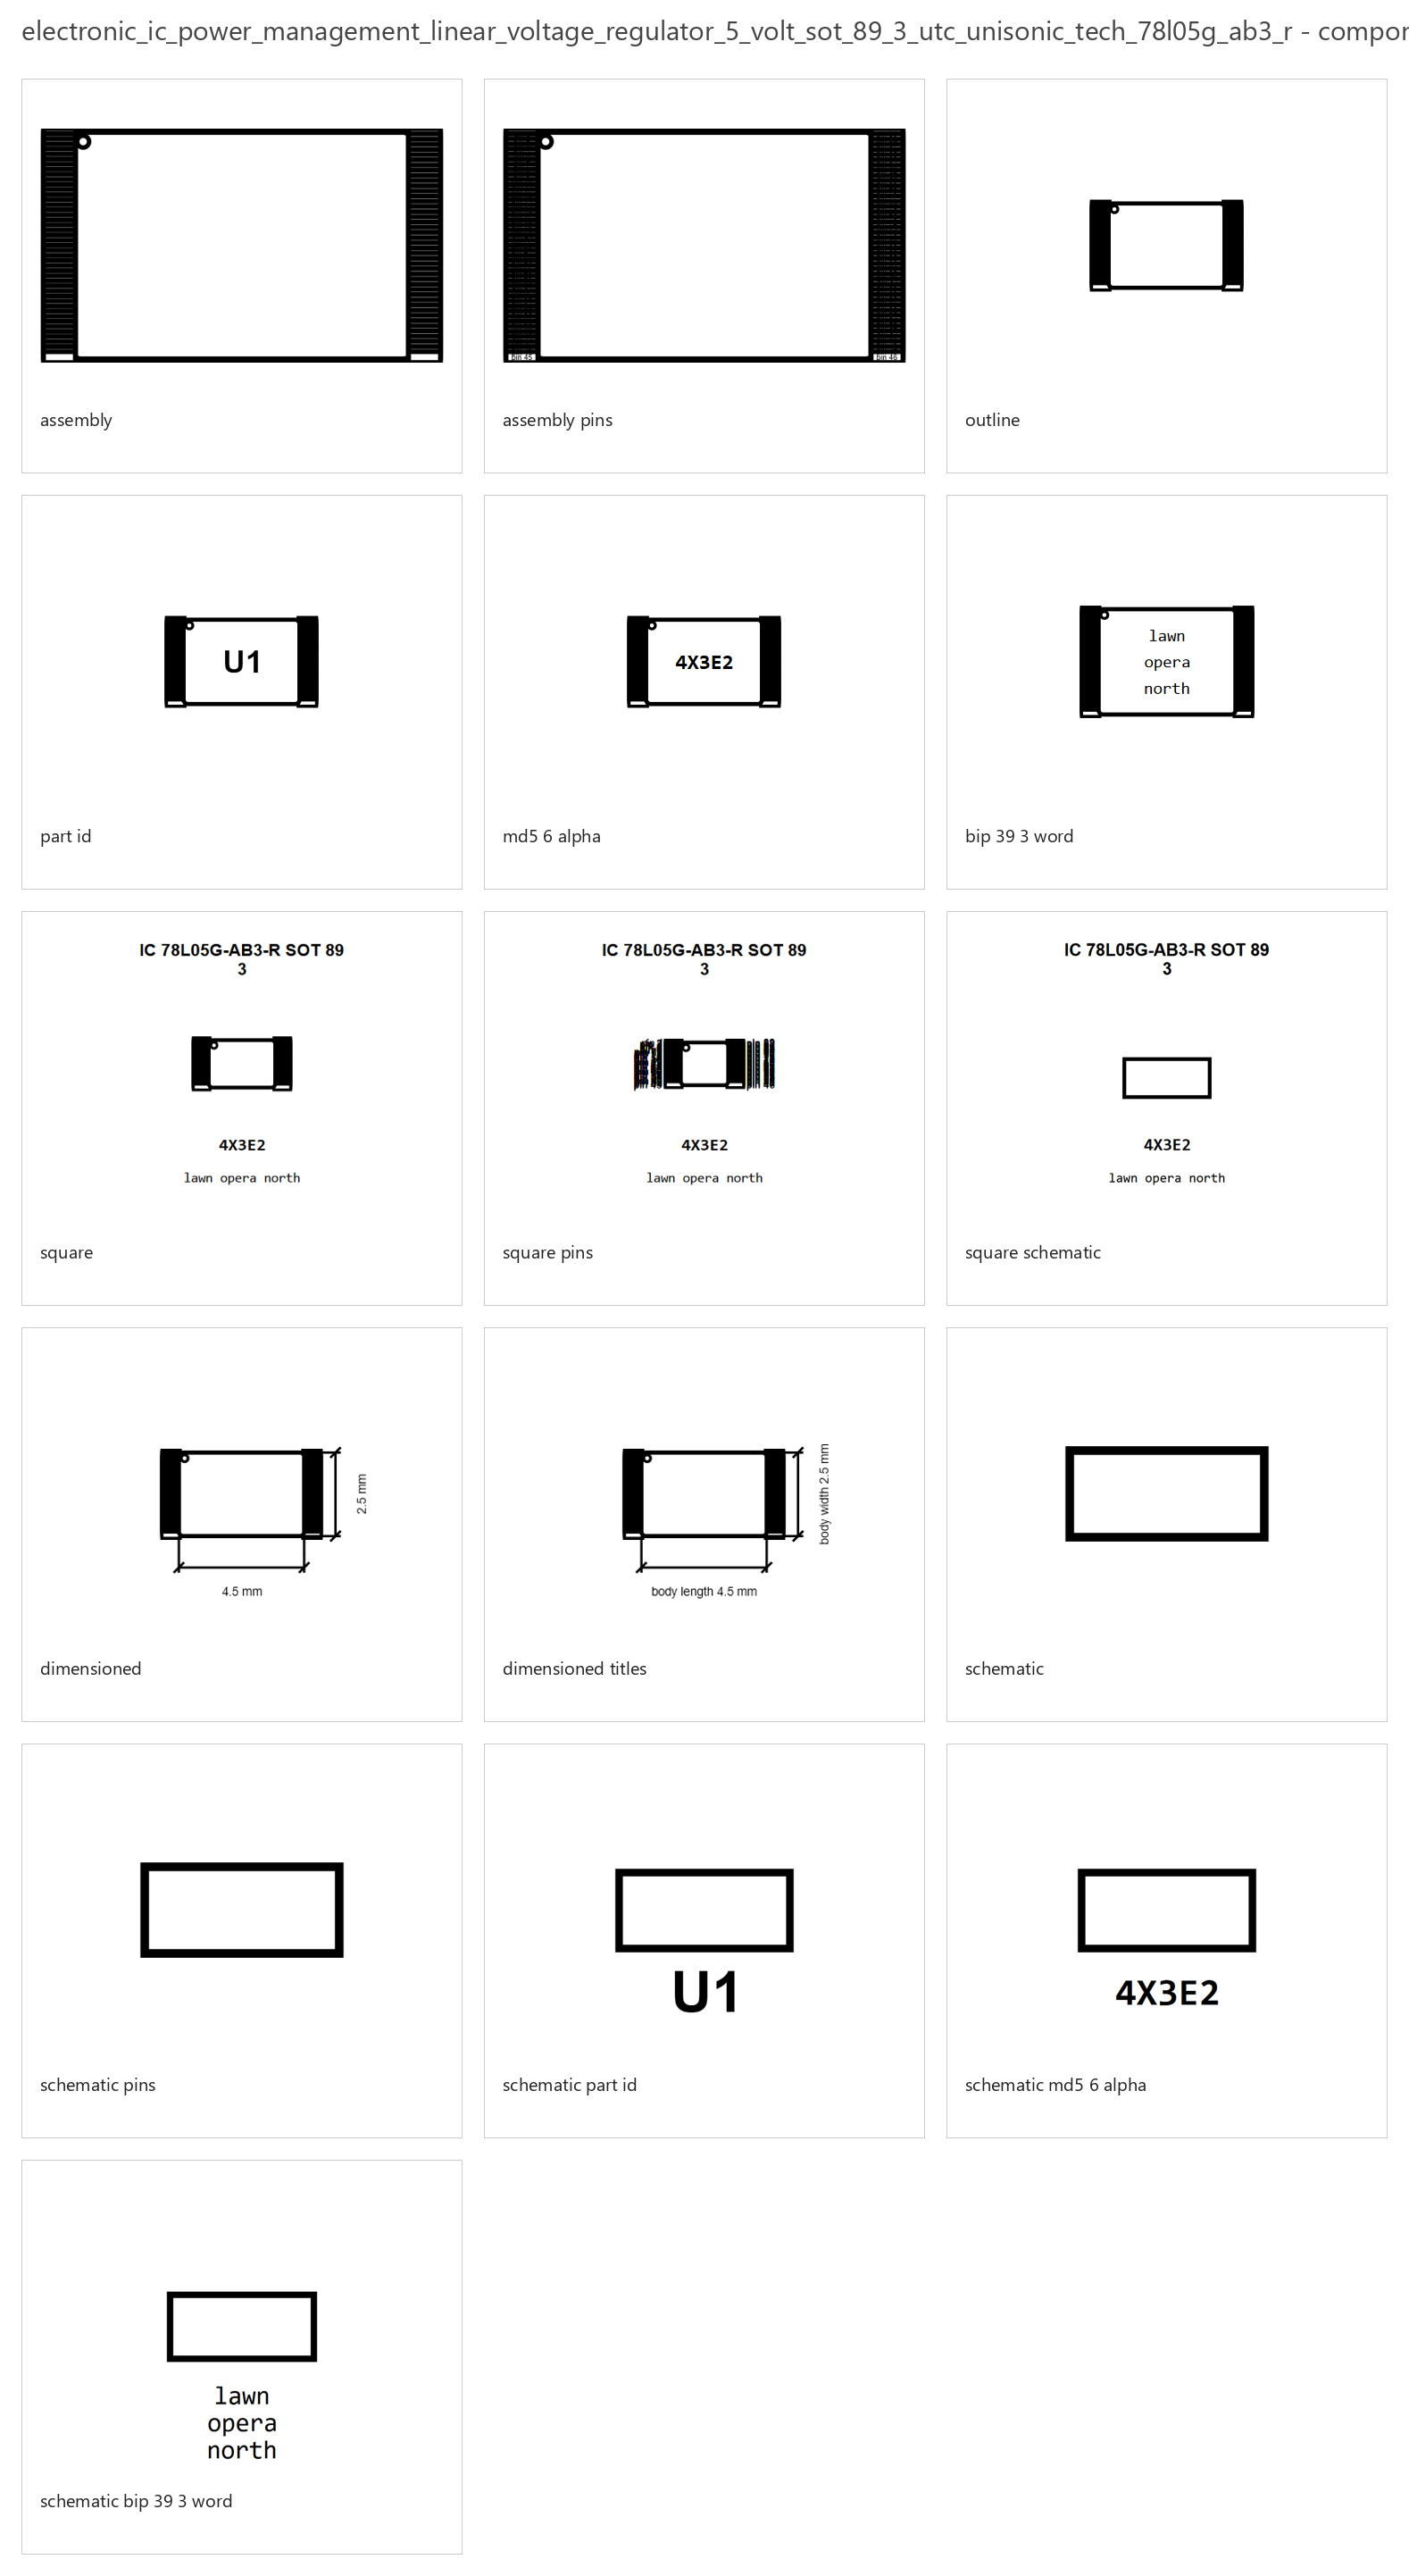 electronic_ic_power_management_linear_voltage_regulator_5_volt_sot_89_3_utc_unisonic_tech_78l05g_ab3_r - compor
assembly
assembly pins
outline
U1
part id
4X3E2
md5 6 alpha
lawn
opera
north
bip 39 3 word
IC 78L05G-AB3-R SOT 89
3
4X3E2
lawn opera north
square
IC 78L05G-AB3-R SOT 89
3
4X3E2
lawn opera north
square pins
IC 78L05G-AB3-R SOT 89
3
4X3E2
lawn opera north
square schematic
2.5 mm
4.5 mm
dimensioned
body width 2.5 mm
body length 4.5 mm
dimensioned titles
schematic
schematic pins
U1
schematic part id
4X3E2
schematic md5 6 alpha
lawn
opera
north
schematic bip 39 3 word